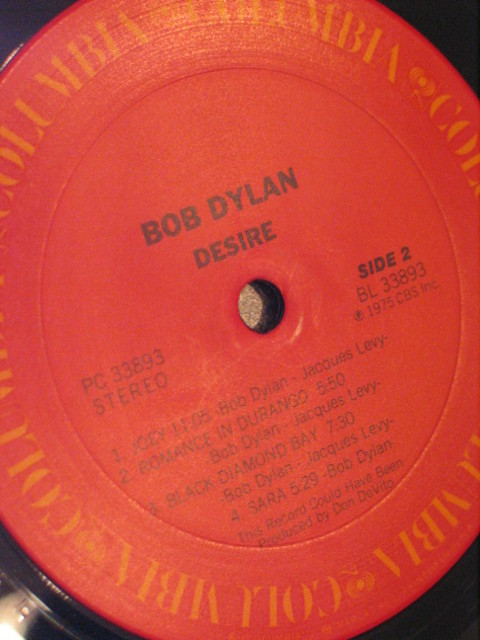 BOB DYLAN
DESIRE
SIDE 2
BL 33893
℗ 1975 CBS Inc.
PC 33893
STEREO
1. JOEY 11:05 -Bob Dylan - Jacques Levy-
2. ROMANCE IN DURANGO 5:50
-Bob Dylan - Jacques Levy-
3. BLACK DIAMOND BAY 7:30
-Bob Dylan - Jacques Levy-
4. SARA 5:29 -Bob Dylan-
This Record Could Have Been
Produced by Don DeVito
COLUMBIA COLUMBIA COLUMBIA COLUMBIA COLUMBIA COLUMBIA